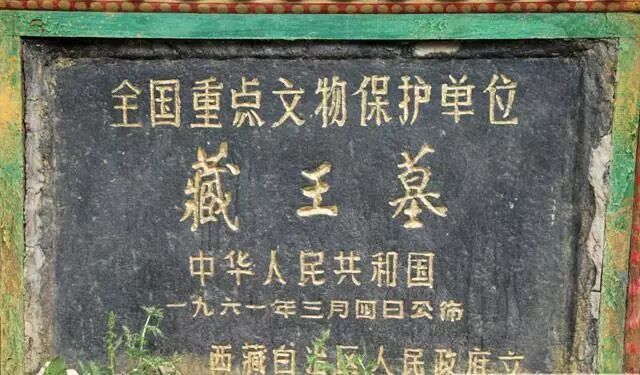 全国重点文物保护单位
藏王墓
中华人民共和国
一九六一年三月四日公佈
西藏自治区人民政府立